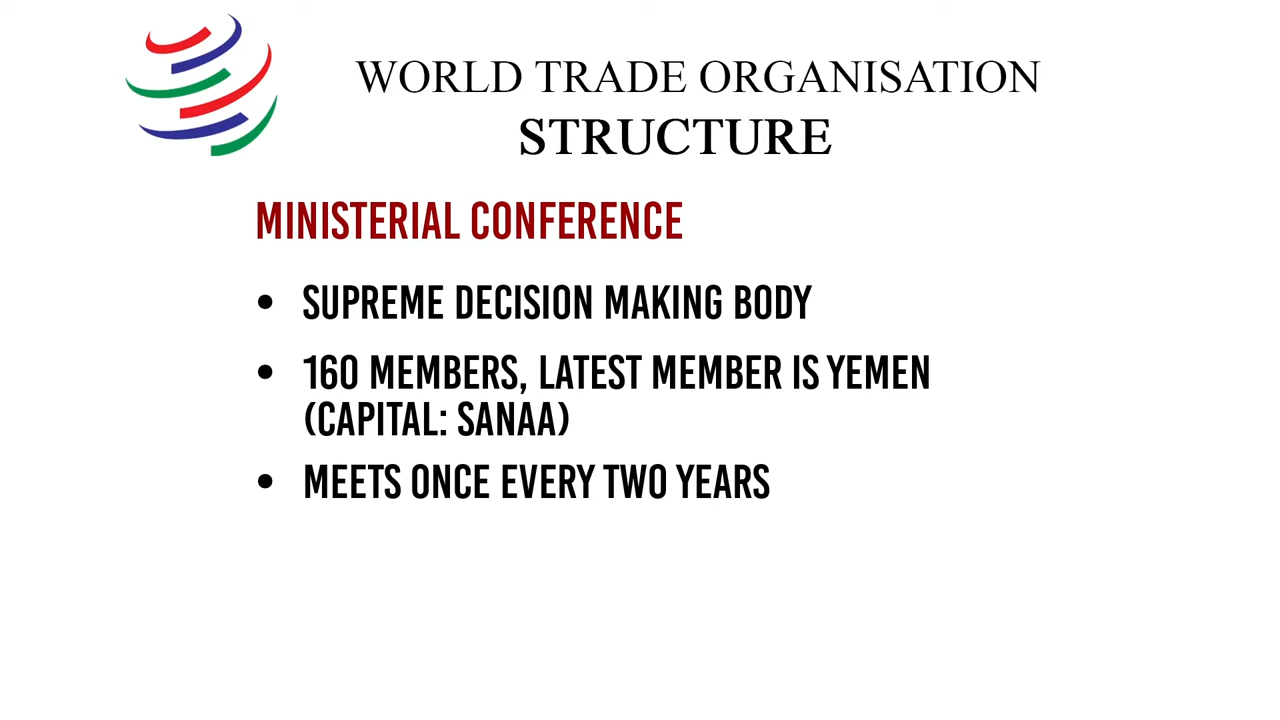 WORLD TRADE ORGANISATION
STRUCTURE
MINISTERIAL CONFERENCE
• SUPREME DECISION MAKING BODY
• 160 MEMBERS, LATEST MEMBER IS YEMEN
(CAPITAL: SANAA)
• MEETS ONCE EVERY TWO YEARS